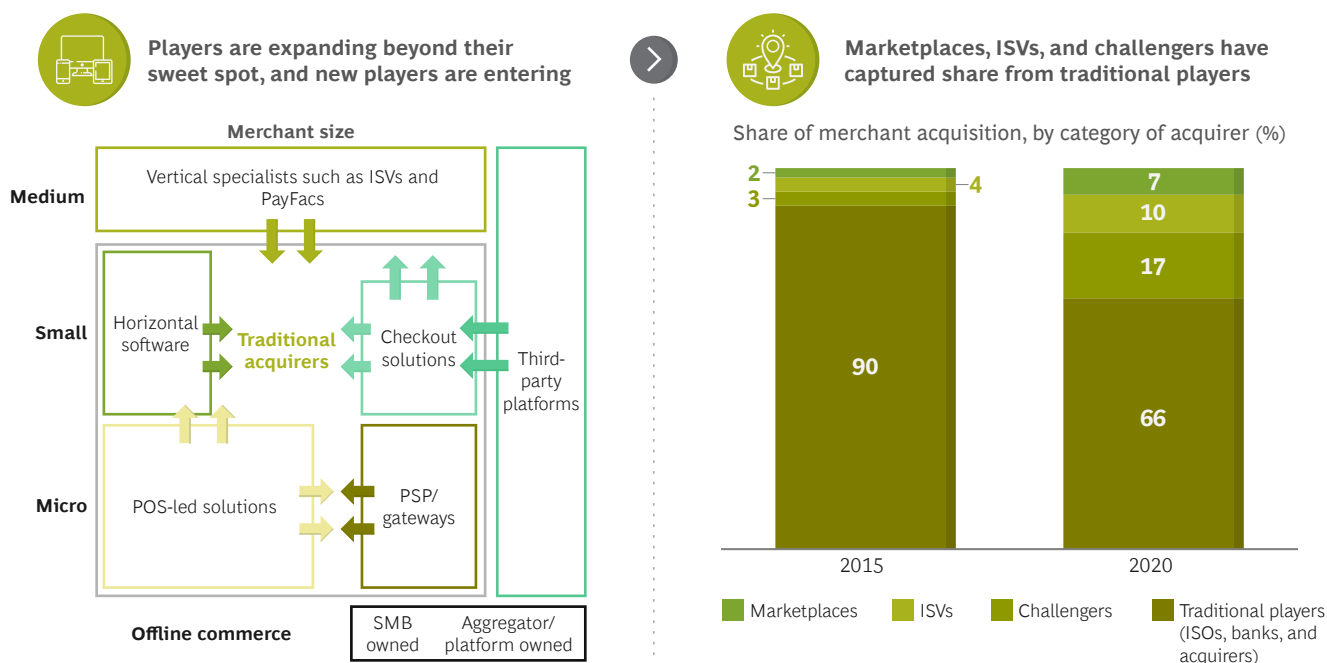 Players are expanding beyond their
sweet spot, and new players are entering
Merchant size
Medium
Vertical specialists such as ISVs and
PayFacs
Small
Horizontal
software
Traditional
acquirers
Checkout
solutions
Third-
party
platforms
Micro
POS-led solutions
PSP/
gateways
Offline commerce
SMB
owned
Aggregator/
platform owned
Marketplaces, ISVs, and challengers have
captured share from traditional players
Share of merchant acquisition, by category of acquirer (%)
2
4
3
90
7
10
17
66
2015
2020
Marketplaces
ISVs
Challengers
Traditional players
(ISOs, banks, and
acquirers)